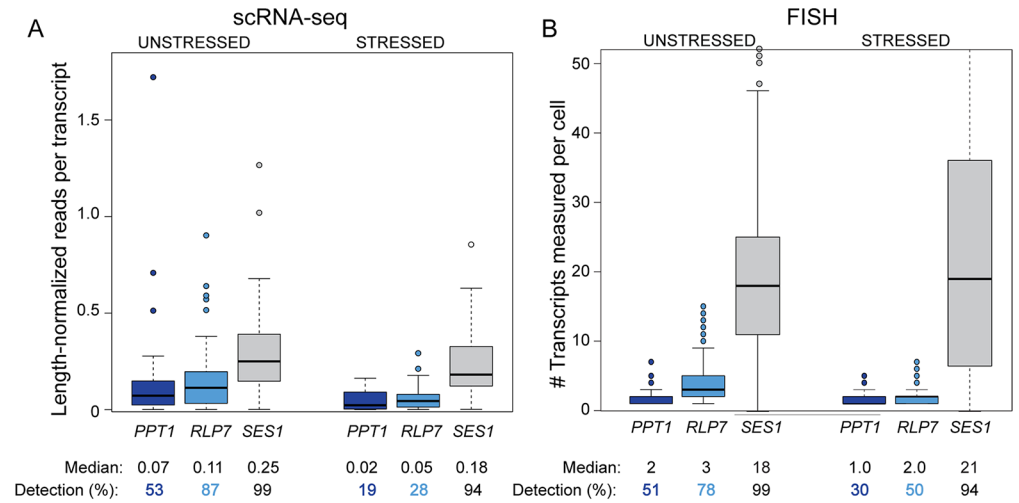 A
scRNA-seq
UNSTRESSED STRESSED
Length-normalized reads per transcript
1.5
1.0
0.5
0
PPT1 RLP7 SES1 PPT1 RLP7 SES1
Median: 0.07 0.11 0.25 0.02 0.05 0.18
Detection (%): 53 87 99 19 28 94
B
FISH
UNSTRESSED STRESSED
# Transcripts measured per cell
50
40
30
20
10
0
PPT1 RLP7 SES1 PPT1 RLP7 SES1
Median: 2 3 18 1.0 2.0 21
Detection (%): 51 78 99 30 50 94